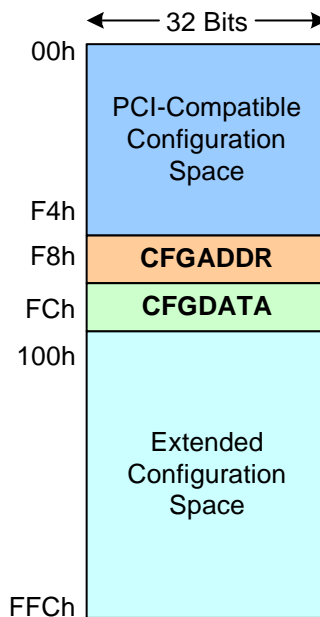 32 Bits
00h
PCI-Compatible
Configuration
Space
F4h
F8h
CFGADDR
FCh
CFGDATA
100h
Extended
Configuration
Space
FFCh